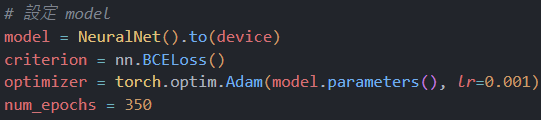 # 設定 model
model = NeuralNet().to(device)
criterion = nn.BCELoss()
optimizer = torch.optim.Adam(model.parameters(), lr=0.001)
num_epochs = 350